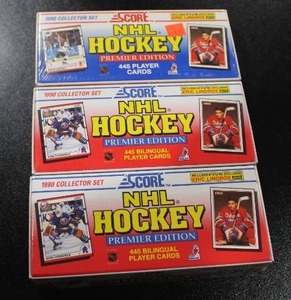 1990 COLLECTOR SET
SCORE
NHL
HOCKEY
PREMIER EDITION
445 PLAYER
CARDS
ERIC LINDROS
1990 COLLECTOR SET
SCORE
NHL
HOCKEY
PREMIER EDITION
445 BILINGUAL
PLAYER CARDS
ERIC LINDROS
1990 COLLECTOR SET
SCORE
NHL
HOCKEY
PREMIER EDITION
445 BILINGUAL
PLAYER CARDS
ERIC LINDROS